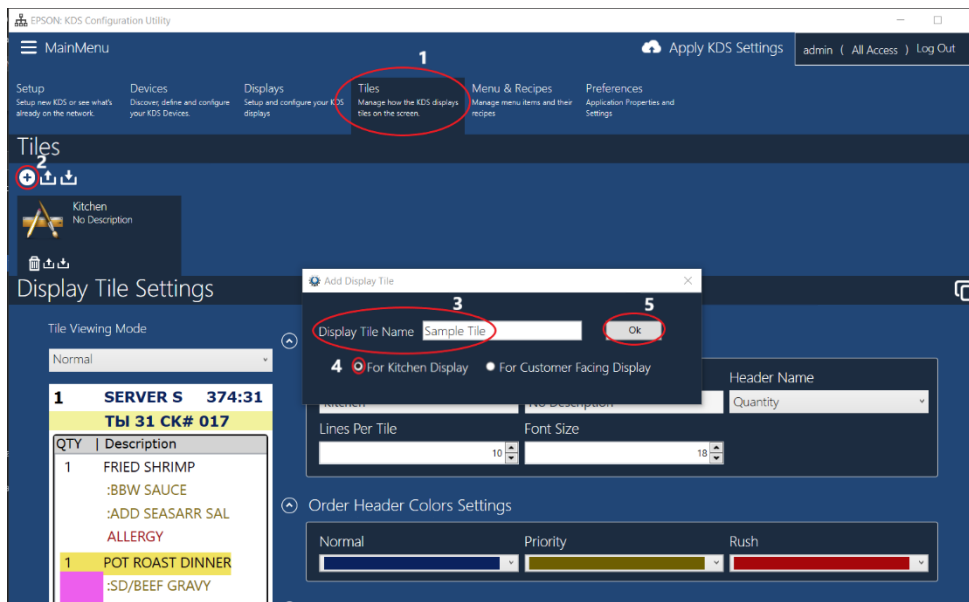 EPSON: KDS Configuration Utility
MainMenu
Apply KDS Settings
admin ( All Access ) Log Out
1
Setup
Setup new KDS or see what's
already on the network.
Devices
Discover, define and configure
your KDS Devices.
Displays
Setup and configure your KDS
displays
Tiles
Manage how the KDS displays
tiles on the screen.
Menu & Recipes
Manage menu items and their
recipes
Preferences
Application Properties and
Settings
Tiles
2
Kitchen
No Description
Display Tile Settings
Add Display Tile
3
5
Display Tile Name Sample Tile Ok
4 For Kitchen Display For Customer Facing Display
Tile Viewing Mode
Normal
1 SERVER S 374:31
ТЫ 31 CK# 017
QTY | Description
1 FRIED SHRIMP
:BBW SAUCE
:ADD SEASARR SAL
ALLERGY
1 POT ROAST DINNER
:SD/BEEF GRAVY
Header Name
Kitchen No Description Quantity
Lines Per Tile Font Size
10 18
Order Header Colors Settings
Normal Priority Rush